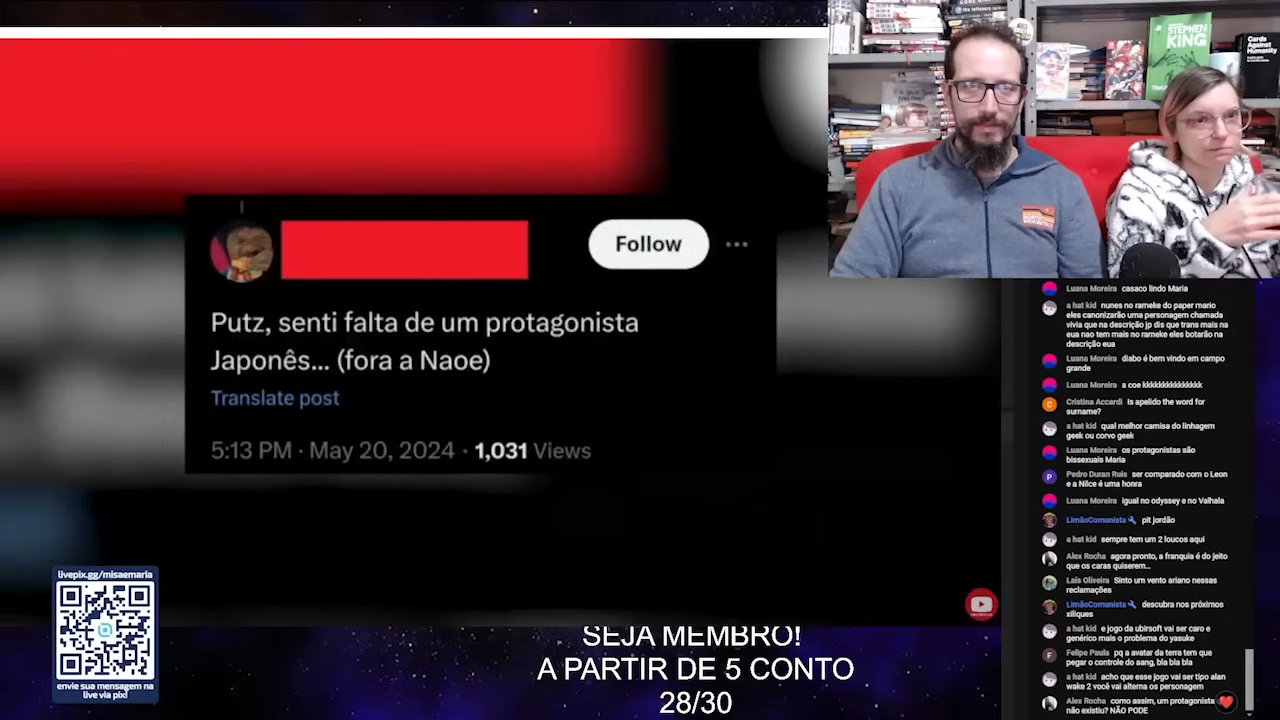 Follow
Putz, senti falta de um protagonista
Japonês... (fora a Naoe)
Translate post
5:13 PM · May 20, 2024 · 1,031 Views
STEPHEN
KING
Cards
Against
Humanity
Luana Moreira casaco lindo Maria
a hat kid nunes no rameke do paper mario
eles canonizarão uma personagem chamada
vivia que na descrição jp dis que trans mais na
eua nao tem mais no rameke eles botarão na
descrição eua
Luana Moreira diabo é bem vindo em campo
grande
Luana Moreira a coe kkkkkkkkkkkkkkk
Cristina Accardi Is apelido the word for
surname?
a hat kid qual melhor camisa do linhagem
geek ou corvo geek
Luana Moreira os protagonistas são
bissexuais Maria
Pedro Duran Ruis ser comparado com o Leon
e a Nilce é uma honra
Luana Moreira igual no odyssey e no Valhala
LimãoComunista pit jordão
a hat kid sempre tem um 2 loucos aqui
Alex Rocha agora pronto, a franquia é do jeito
que os caras quiserem...
Laís Oliveira Sinto um vento ariano nessas
reclamações
LimãoComunista descubra nos próximos
xiliques
a hat kid e jogo da ubirsoft vai ser caro e
genérico mais o problema do yasuke
Felipe Paula pq a avatar da terra tem que
pegar o controle do aang, bla bla bla
a hat kid acho que esse jogo vai ser tipo alan
wake 2 você vai alterna os personagem
Alex Rocha como assim, um protagonista
não existiu? NÃO PODE
livepix.gg/misaemaria
envie sua mensagem na
live via pix!
SEJA MEMBRO!
A PARTIR DE 5 CONTO
28/30